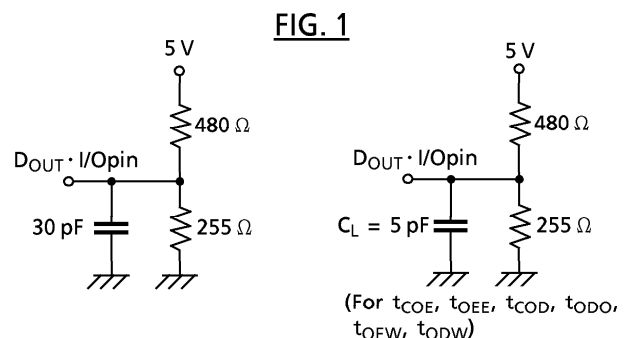 FIG. 1
5 V
480 Ω
DOUT · I/Opin
30 pF
255 Ω
5 V
480 Ω
DOUT · I/Opin
CL = 5 pF
255 Ω
(For tCOE, tOEE, tCOD, tODO,
tOEW, tODW)